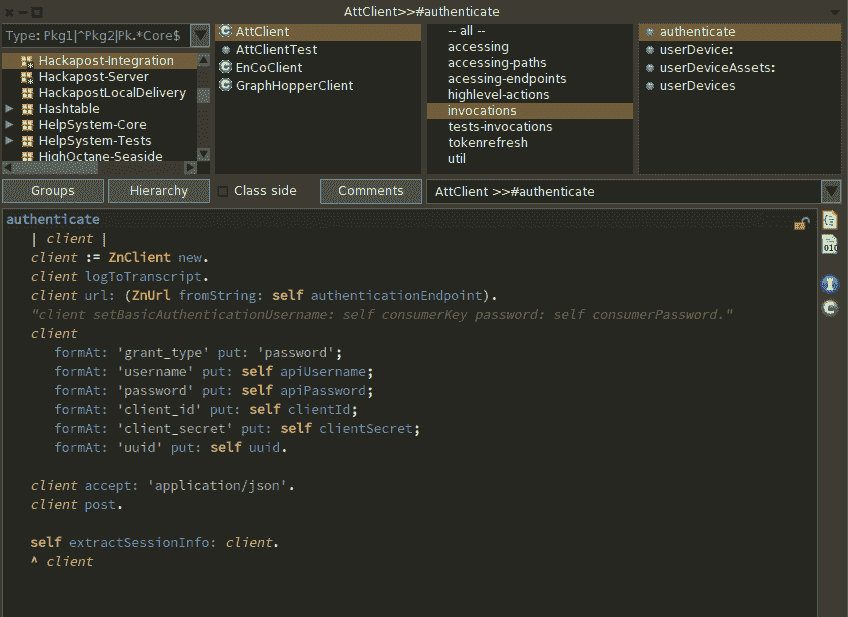 AttClient>>#authenticate
Type: Pkg1|^Pkg2|Pk.*Core$
Hackapost-Integration
Hackapost-Server
HackapostLocalDelivery
Hashtable
HelpSystem-Core
HelpSystem-Tests
HighOctane-Seaside
AttClient
AttClientTest
EnCoClient
GraphHopperClient
-- all --
accessing
accessing-paths
acessing-endpoints
highlevel-actions
invocations
tests-invocations
tokenrefresh
util
authenticate
userDevice:
userDeviceAssets:
userDevices
Groups
Hierarchy
Class side
Comments
AttClient >>#authenticate
authenticate
| client |
client := ZnClient new.
client logToTranscript.
client url: (ZnUrl fromString: self authenticationEndpoint).
"client setBasicAuthenticationUsername: self consumerKey password: self consumerPassword."
client
formAt: 'grant_type' put: 'password';
formAt: 'username' put: self apiUsername;
formAt: 'password' put: self apiPassword;
formAt: 'client_id' put: self clientId;
formAt: 'client_secret' put: self clientSecret;
formAt: 'uuid' put: self uuid.
client accept: 'application/json'.
client post.
self extractSessionInfo: client.
^ client